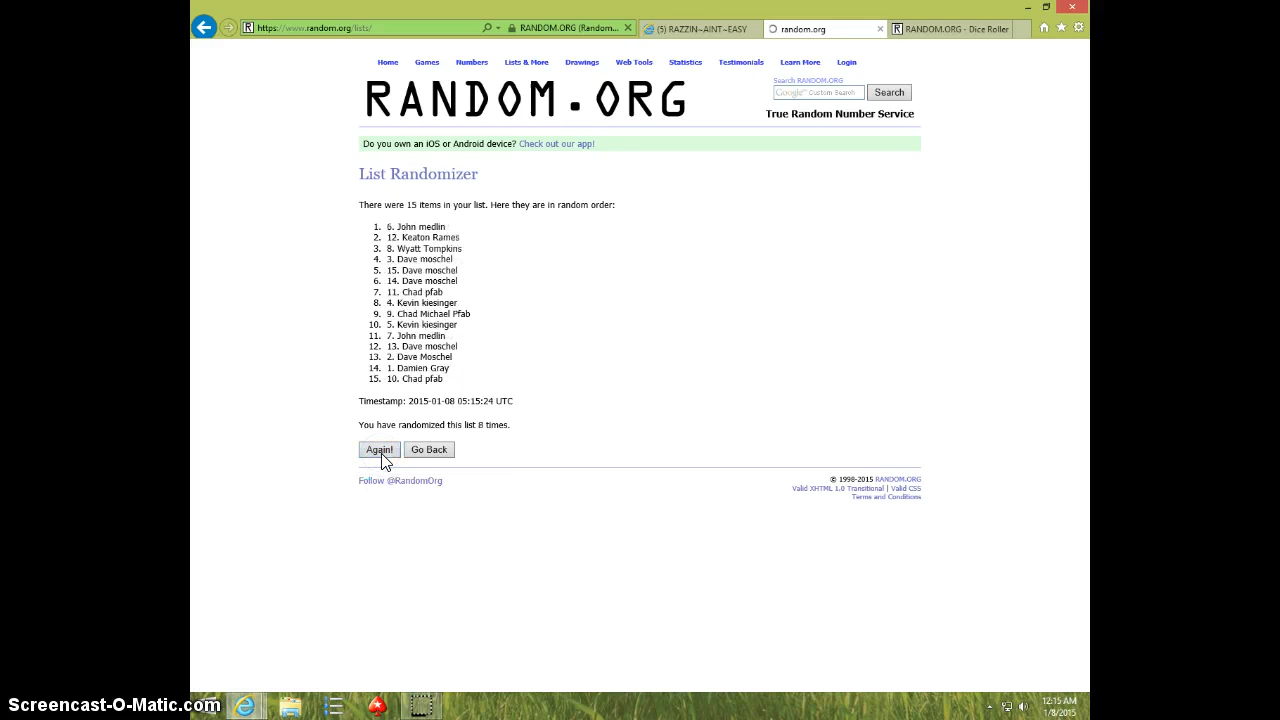 https://www.random.org/lists/
RANDOM.ORG (Random...
(5) RAZZIN~AINT~EASY
random.org
RANDOM.ORG - Dice Roller
Home Games Numbers Lists & More Drawings Web Tools Statistics Testimonials Learn More Login
RANDOM.ORG
Search RANDOM.ORG
Google™ Custom Search Search
True Random Number Service
Do you own an iOS or Android device? Check out our app!
List Randomizer
There were 15 items in your list. Here they are in random order:
1. 6. John medlin
2. 12. Keaton Rames
3. 8. Wyatt Tompkins
4. 3. Dave moschel
5. 15. Dave moschel
6. 14. Dave moschel
7. 11. Chad pfab
8. 4. Kevin kiesinger
9. 9. Chad Michael Pfab
10. 5. Kevin kiesinger
11. 7. John medlin
12. 13. Dave moschel
13. 2. Dave Moschel
14. 1. Damien Gray
15. 10. Chad pfab
Timestamp: 2015-01-08 05:15:24 UTC
You have randomized this list 8 times.
Again! Go Back
Follow @RandomOrg
© 1998-2015 RANDOM.ORG
Valid XHTML 1.0 Transitional | Valid CSS
Terms and Conditions
12:15 AM
1/8/2015
Screencast-O-Matic.com